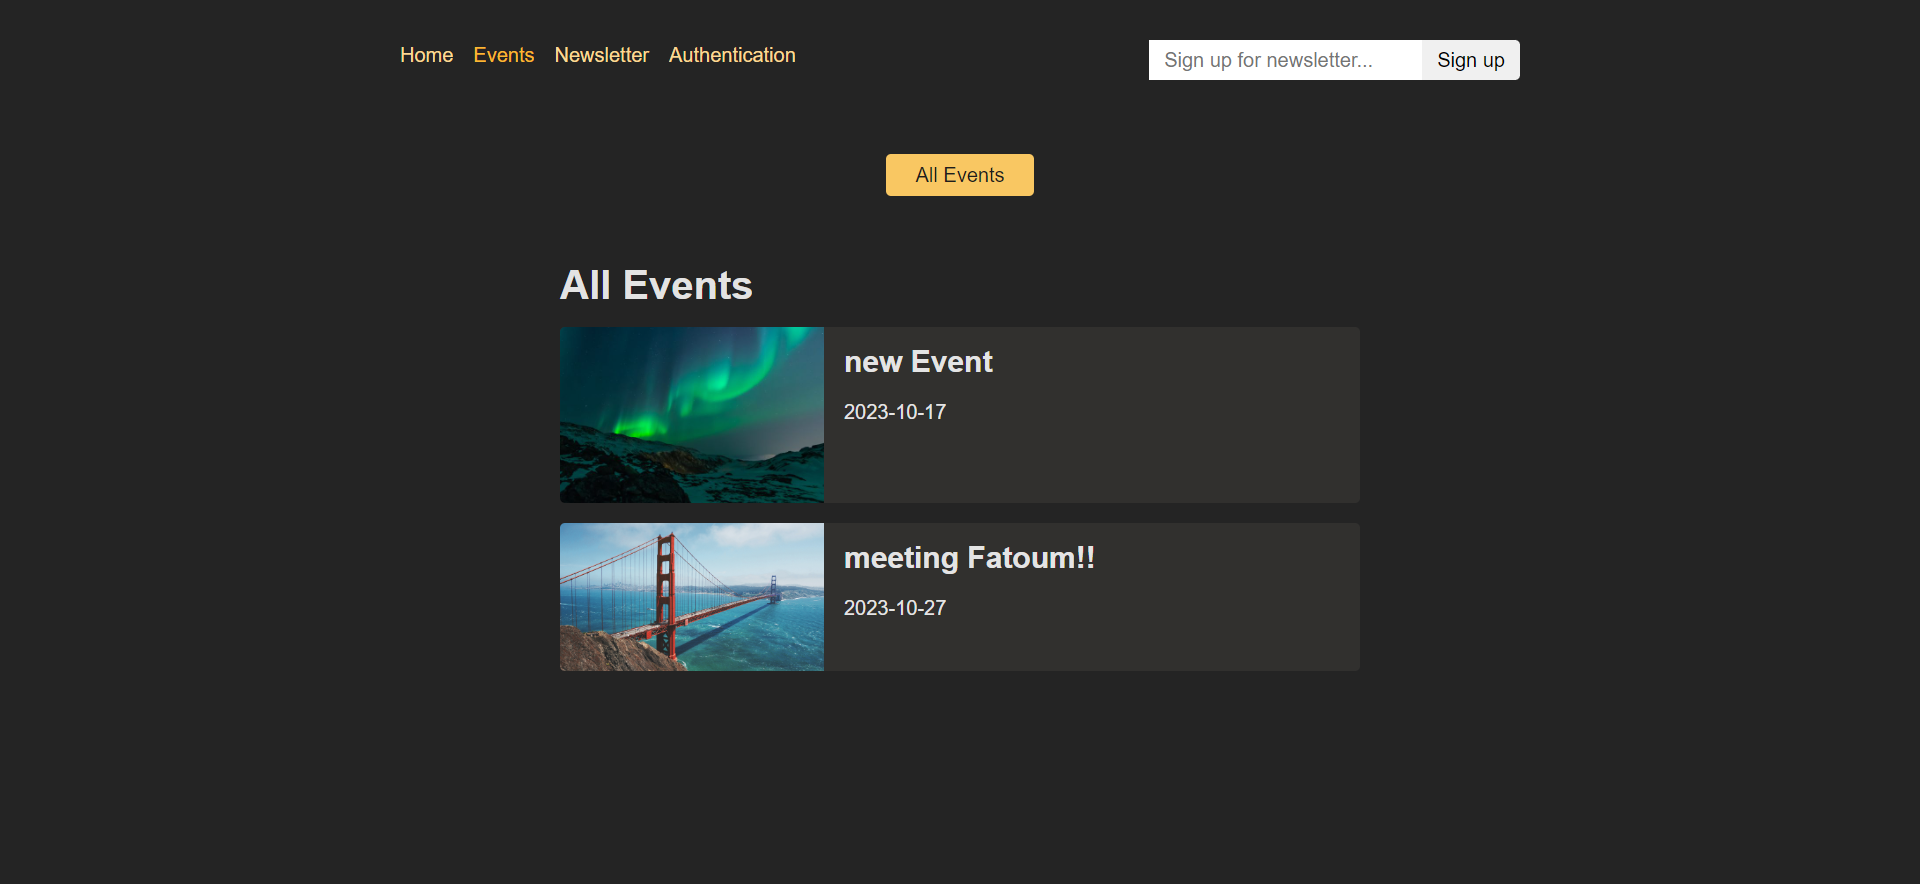 Home Events Newsletter Authentication
Sign up for newsletter... Sign up
All Events
All Events
new Event
2023-10-17
meeting Fatoum!!
2023-10-27